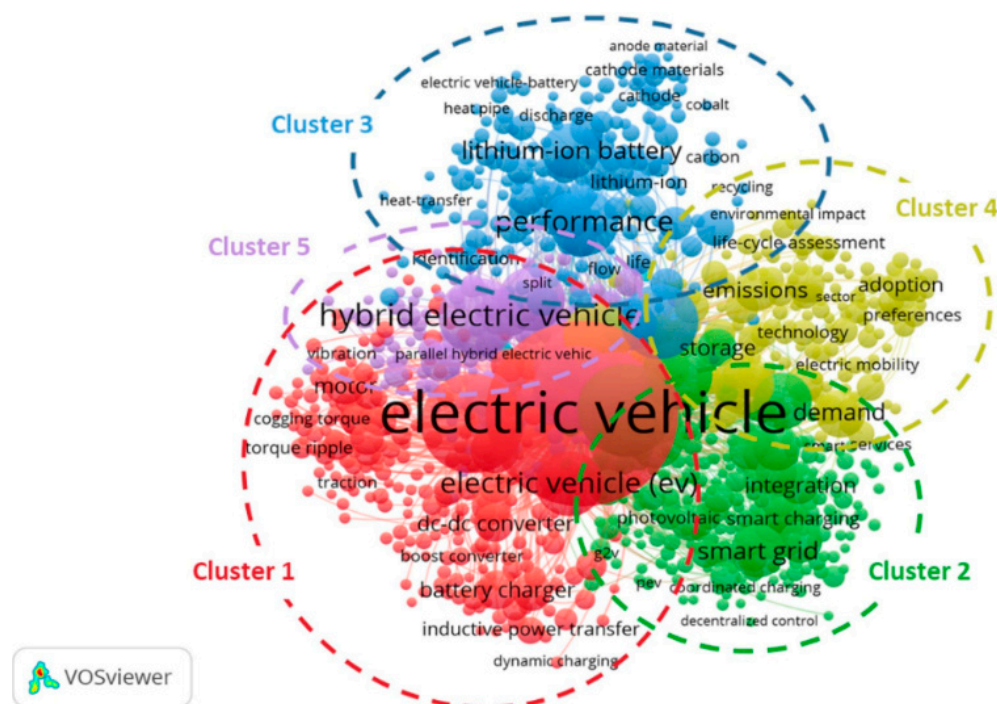 anode material
cathode materials
electric vehicle-battery
cathode
heat pipe
cobalt
discharge
Cluster 3
lithium-ion battery
carbon
lithium-ion
recycling
heat-transfer
Cluster 4
environmental impact
performance
Cluster 5
life-cycle assessment
identification
life
flow
split
emissions
adoption
sector
hybrid electric vehicle
preferences
technology
storage
vibration
parallel hybrid electric vehic
electric mobility
motor
electric vehicle
demand
cogging torque
smart services
torque ripple
traction
electric vehicle (ev)
integration
photovoltaic
smart charging
dc-dc converter
boost converter
g2v
smart grid
Cluster 1
Cluster 2
pev
coordinated charging
battery charger
decentralized control
inductive power transfer
dynamic charging
VOSviewer